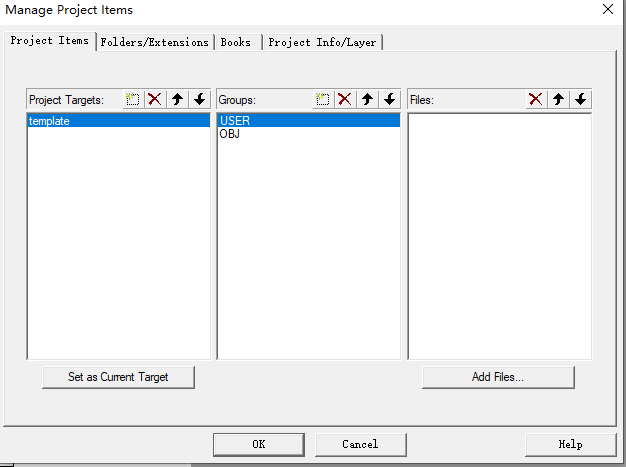 Manage Project Items
Project Items Folders/Extensions Books Project Info/Layer
Project Targets: Groups: Files:
template USER
OBJ
Set as Current Target Add Files...
OK Cancel Help